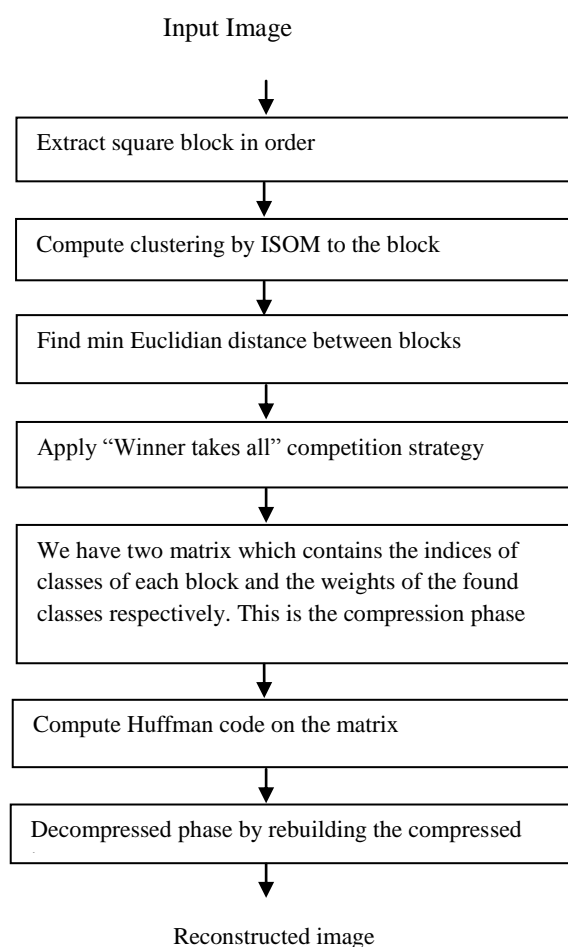 Input Image
Extract square block in order
Compute clustering by ISOM to the block
Find min Euclidian distance between blocks
Apply “Winner takes all” competition strategy
We have two matrix which contains the indices of
classes of each block and the weights of the found
classes respectively. This is the compression phase
Compute Huffman code on the matrix
Decompressed phase by rebuilding the compressed
Reconstructed image